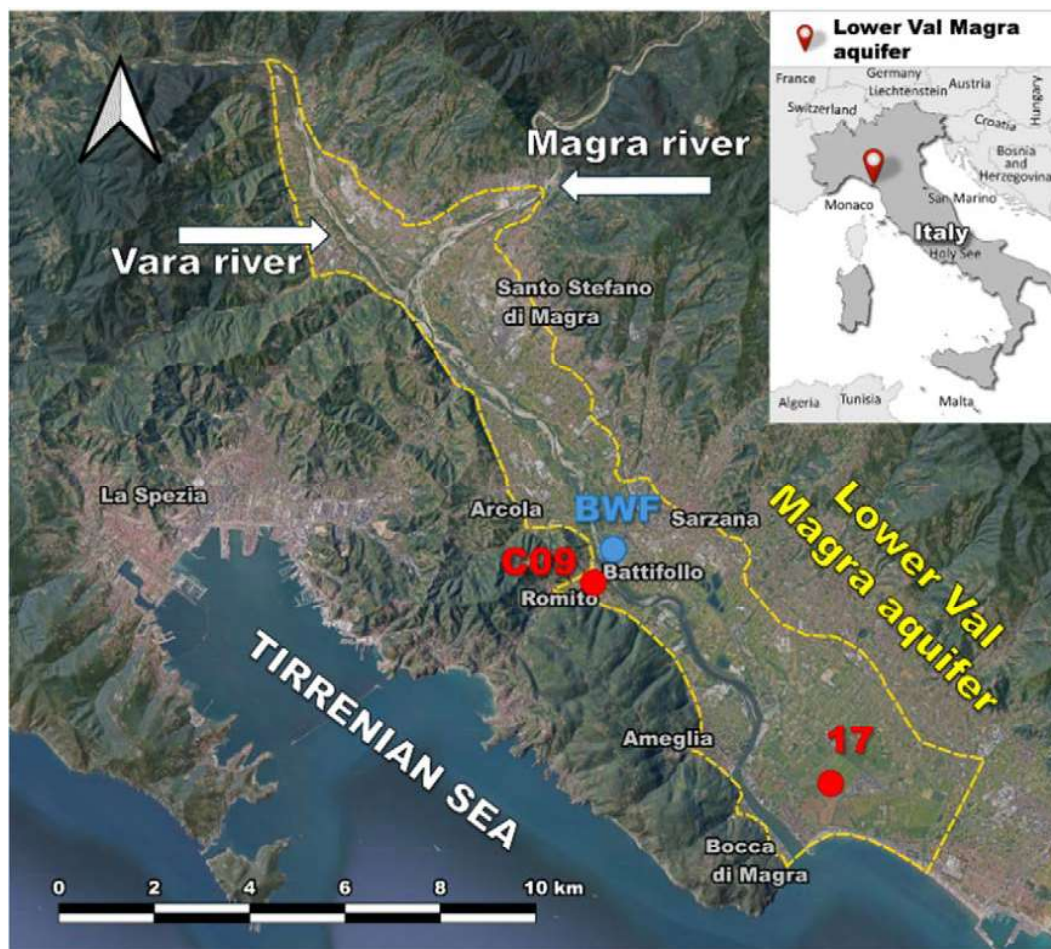 Lower Val Magra
aquifer
France
Germany
Liechtenstein
Austria
Hungary
Switzerland
Croatia
Bosnia
and
Herzegovina
Monaco
San Marino
Italy
Holy See
Algeria
Tunisia
Malta
Magra river
Vara river
Santo Stefano
di Magra
La Spezia
Arcola
BWF
Sarzana
C09
Battifollo
Romito
Lower Val
Magra aquifer
TIRRENIAN SEA
17
Ameglia
Bocca
di Magra
0 2 4 6 8 10 km